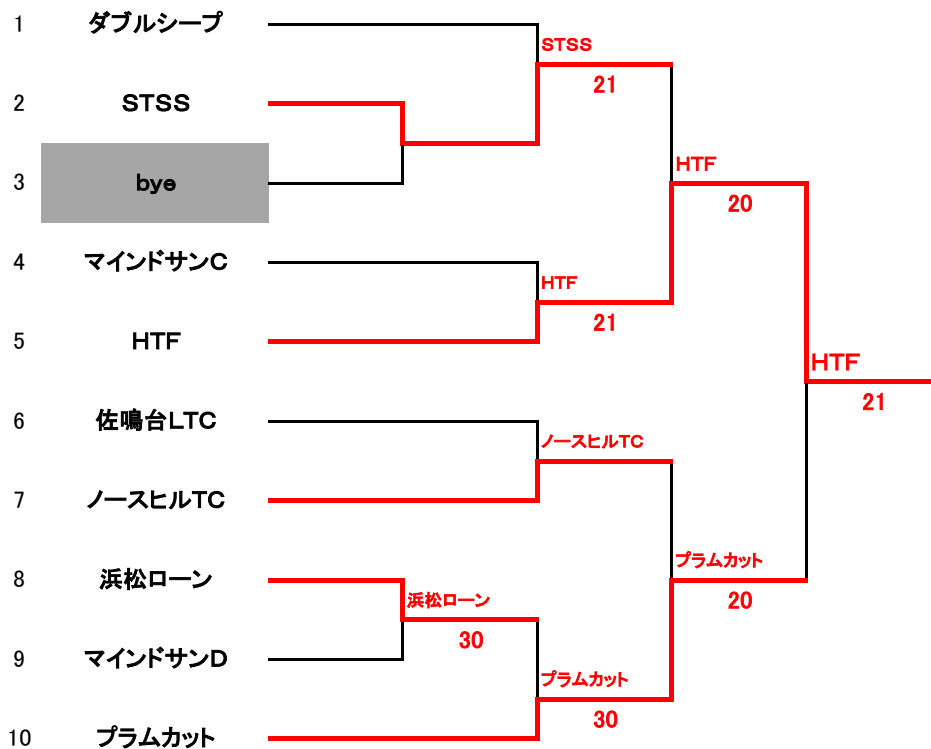 1 ダブルシープ
STSS
21
2 STSS
HTF
3 bye
20
4 マインドサンC
HTF
21
5 HTF
HTF
21
6 佐鳴台LTC
ノースヒルTC
7 ノースヒルTC
プラムカット
8 浜松ローン
浜松ローン
20
30
9 マインドサンD
プラムカット
30
10 プラムカット